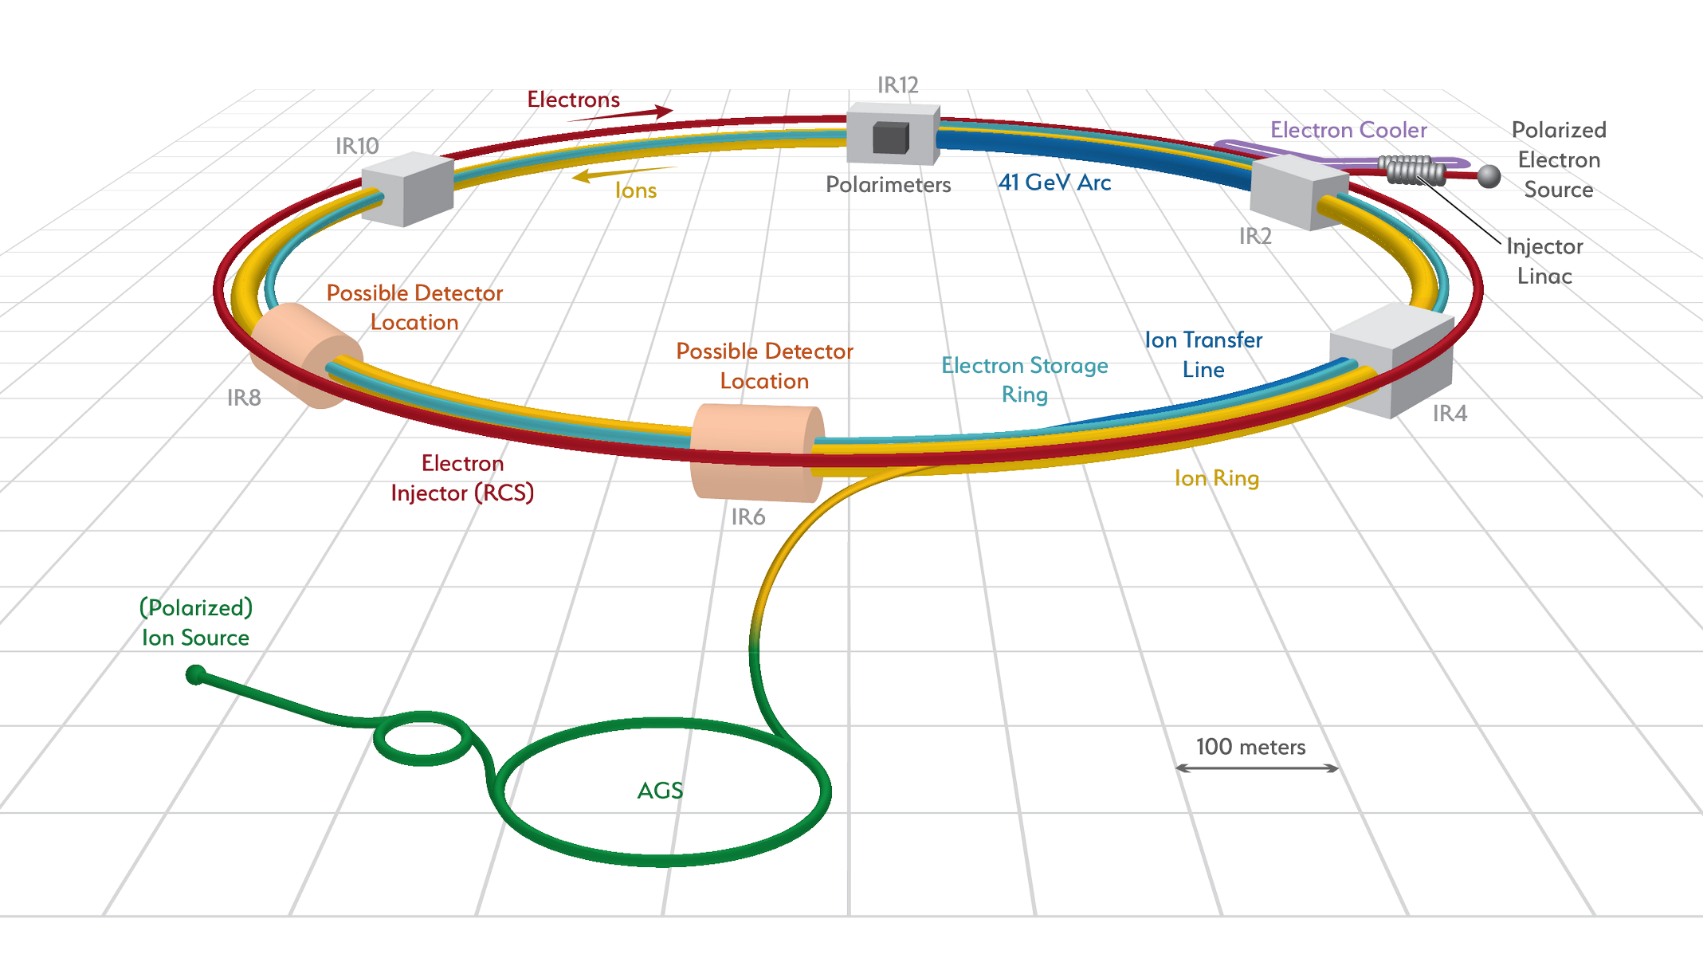 IR12
Electrons
IR10
Ions
Polarimeters
41 GeV Arc
Electron Cooler
Polarized
Electron
Source
IR2
Injector
Linac
Possible Detector
Location
IR8
Possible Detector
Location
Electron Storage
Ring
Ion Transfer
Line
IR4
Electron
Injector (RCS)
IR6
Ion Ring
(Polarized)
Ion Source
AGS
100 meters